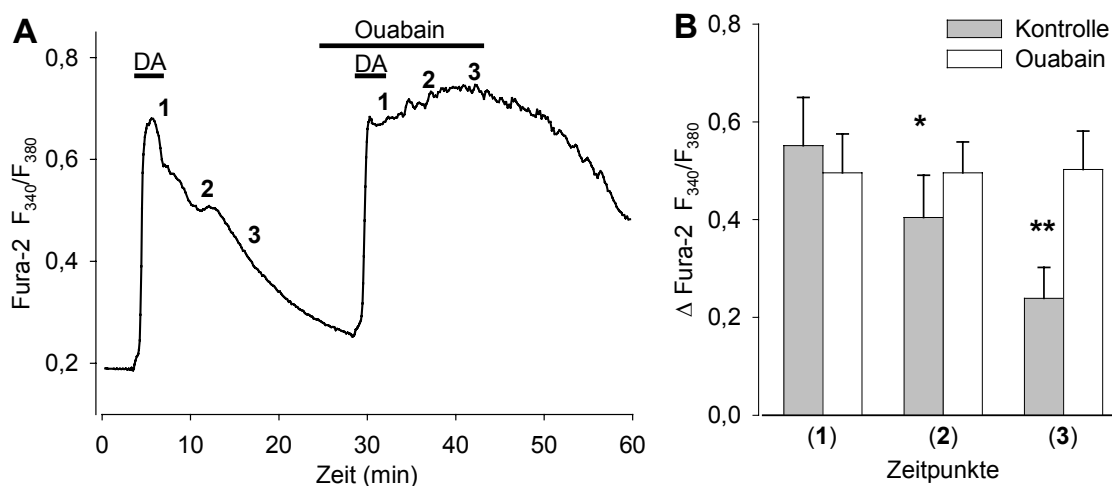 A
Ouabain
DA
DA
1
2
3
1
2
3
0,8
0,6
0,4
0,2
Fura-2 F340/F380
0
10
20
30
40
50
60
Zeit (min)
B
Kontrolle
Ouabain
0,8
0,6
0,4
0,2
0,0
Δ Fura-2 F340/F380
*
**
(1)
(2)
(3)
Zeitpunkte